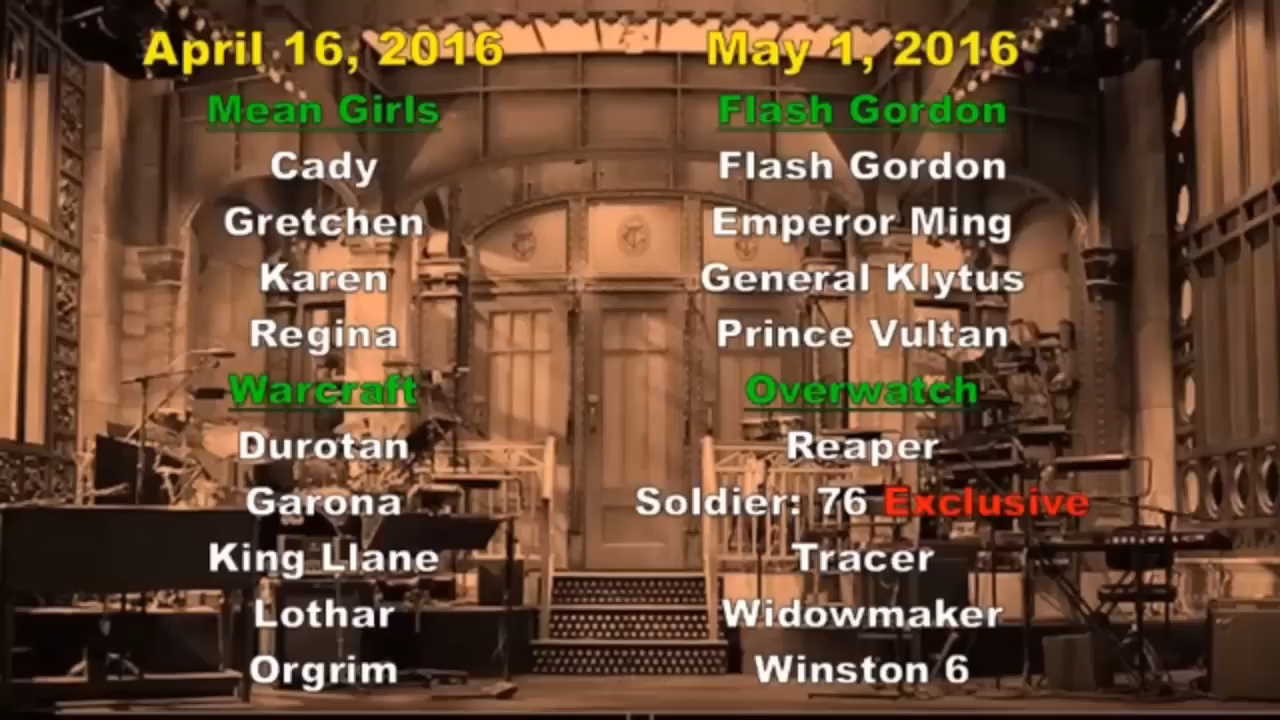 April 16, 2016
Mean Girls
Cady
Gretchen
Karen
Regina
Warcraft
Durotan
Garona
King Llane
Lothar
Orgrim
May 1, 2016
Flash Gordon
Flash Gordon
Emperor Ming
General Klytus
Prince Vultan
Overwatch
Reaper
Soldier: 76 Exclusive
Tracer
Widowmaker
Winston 6